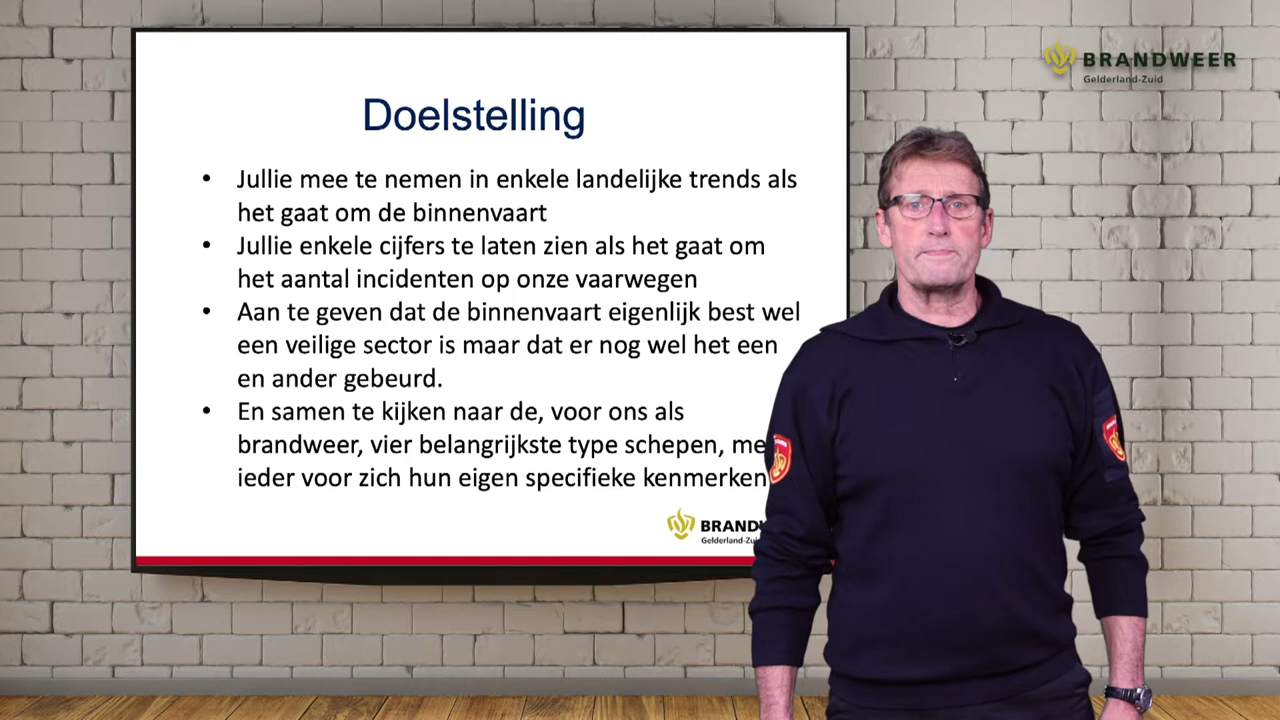 Doelstelling
• Jullie mee te nemen in enkele landelijke trends als
het gaat om de binnenvaart
• Jullie enkele cijfers te laten zien als het gaat om
het aantal incidenten op onze vaarwegen
• Aan te geven dat de binnenvaart eigenlijk best wel
een veilige sector is maar dat er nog wel het een
en ander gebeurd.
• En samen te kijken naar de, voor ons als
brandweer, vier belangrijkste type schepen, me
ieder voor zich hun eigen specifieke kenmerken
BRAND
Gelderland-Zui
BRANDWEER
Gelderland-Zuid